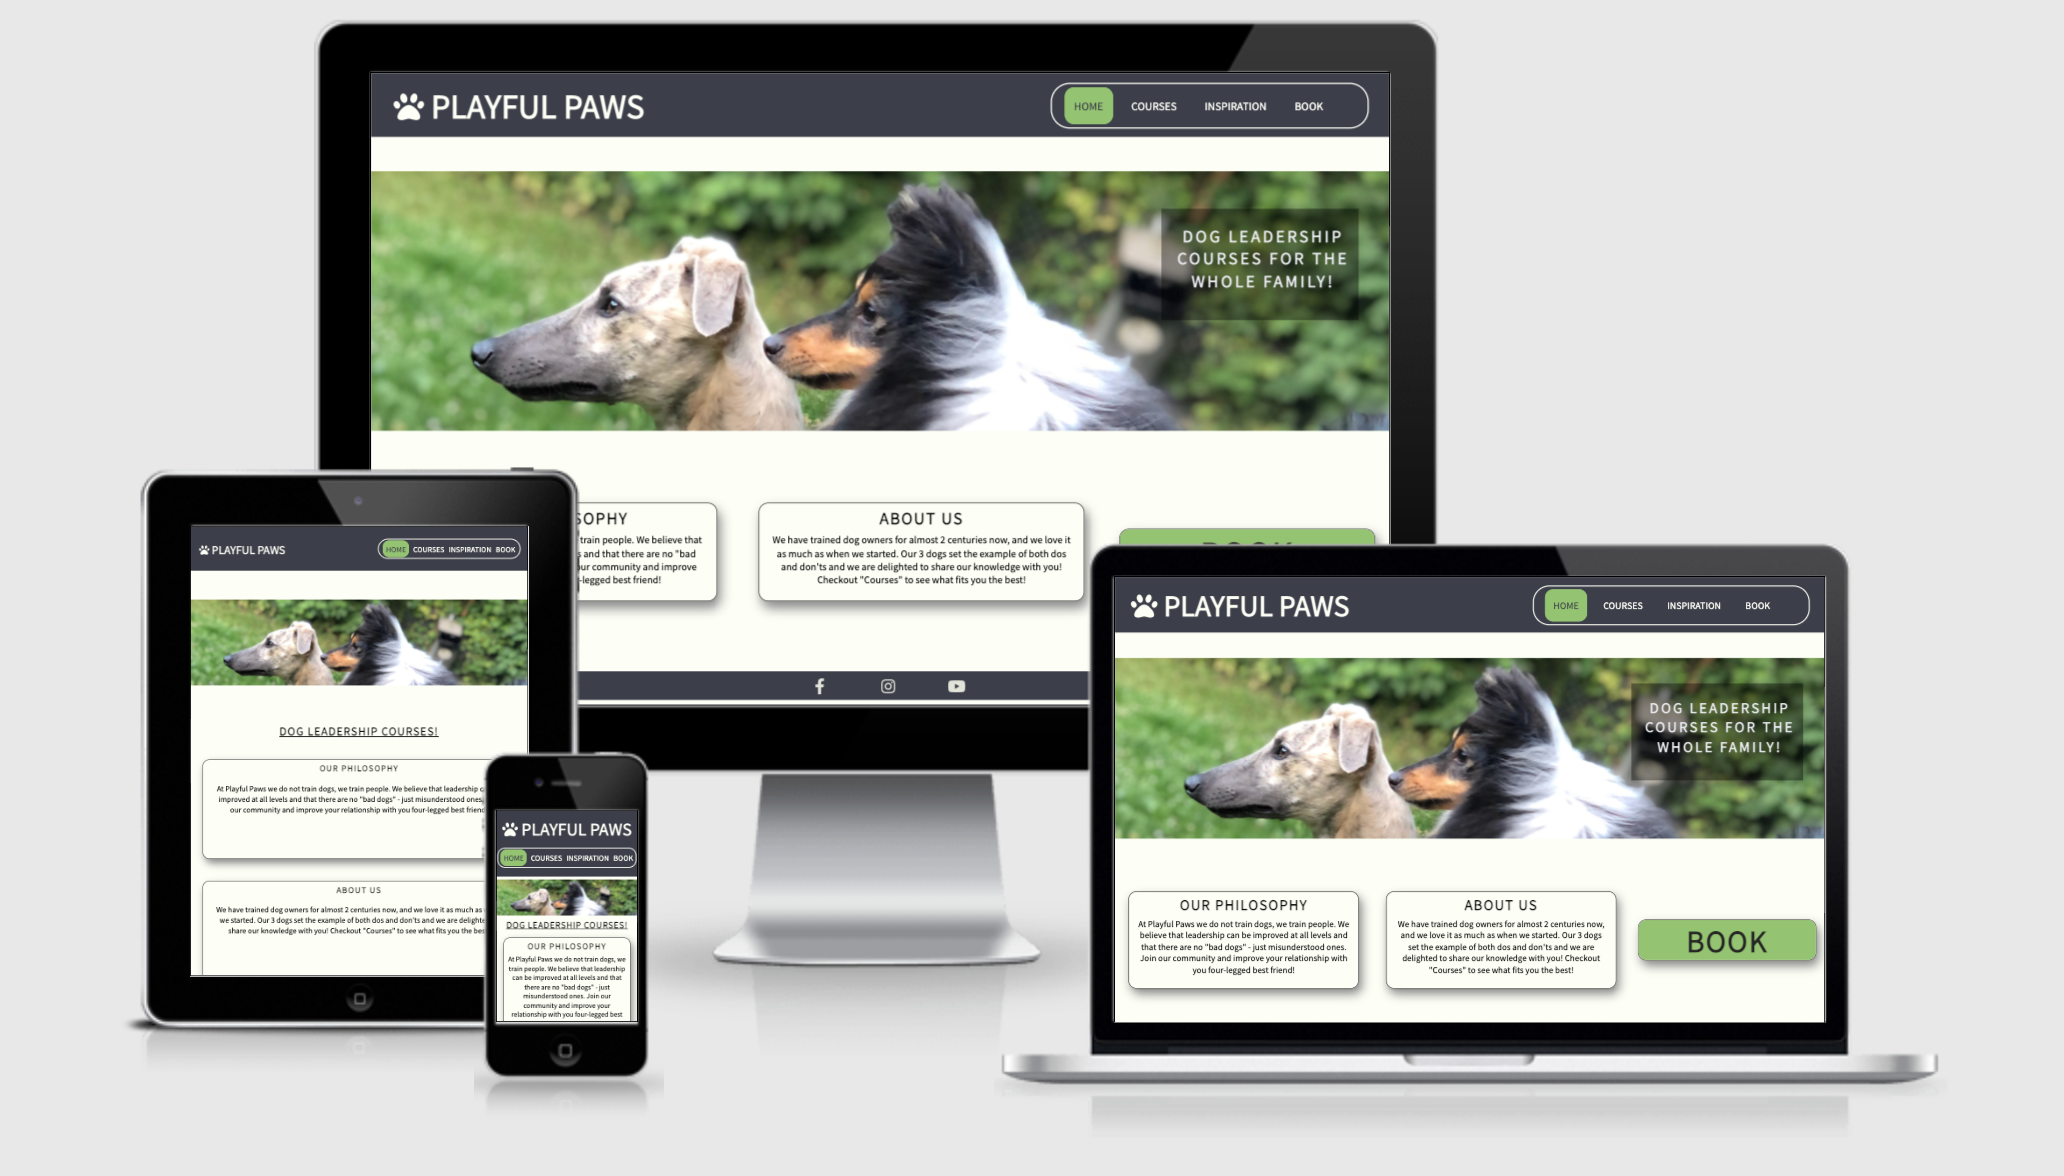 PLAYFUL PAWS
HOME COURSES INSPIRATION BOOK
DOG LEADERSHIP
COURSES FOR THE
WHOLE FAMILY!
train people. We believe that
and that there are no "bad
our community and improve
-legged best friend!
ABOUT US
We have trained dog owners for almost 2 centuries now, and we love it
as much as when we started. Our 3 dogs set the example of both dos
and don'ts and we are delighted to share our knowledge with you!
Checkout "Courses" to see what fits you the best!
PLAYFUL PAWS
HOME COURSES INSPIRATION BOOK
DOG LEADERSHIP COURSES!
OUR PHILOSOPHY
At Playful Paws we do not train dogs, we train people. We believe that leadership
improved at all levels and that there are no "bad dogs" - just misunderstood ones.
our community and improve your relationship with you four-legged best friend
ABOUT US
We have trained dog owners for almost 2 centuries now, and we love it as much as
we started. Our 3 dogs set the example of both dos and don'ts and we are
share our knowledge with you! Checkout "Courses" to see what fits you the
PLAYFUL PAWS
HOME COURSES INSPIRATION BOOK
DOG LEADERSHIP COURSES!
OUR PHILOSOPHY
At Playful Paws we do not train dogs, we
train people. We believe that leadership
can be improved at all levels and that
there are no "bad dogs" - just
misunderstood ones. Join our
community and improve your
relationship with you four-legged best
PLAYFUL PAWS
HOME COURSES INSPIRATION BOOK
DOG LEADERSHIP
COURSES FOR THE
WHOLE FAMILY!
OUR PHILOSOPHY
At Playful Paws we do not train dogs, we train people. We
believe that leadership can be improved at all levels and
that there are no "bad dogs" - just misunderstood ones.
Join our community and improve your relationship with
you four-legged best friend!
ABOUT US
We have trained dog owners for almost 2 centuries now,
and we love it as much as when we started. Our 3 dogs
set the example of both dos and don'ts and we are
delighted to share our knowledge with you! Checkout
"Courses" to see what fits you the best!
BOOK